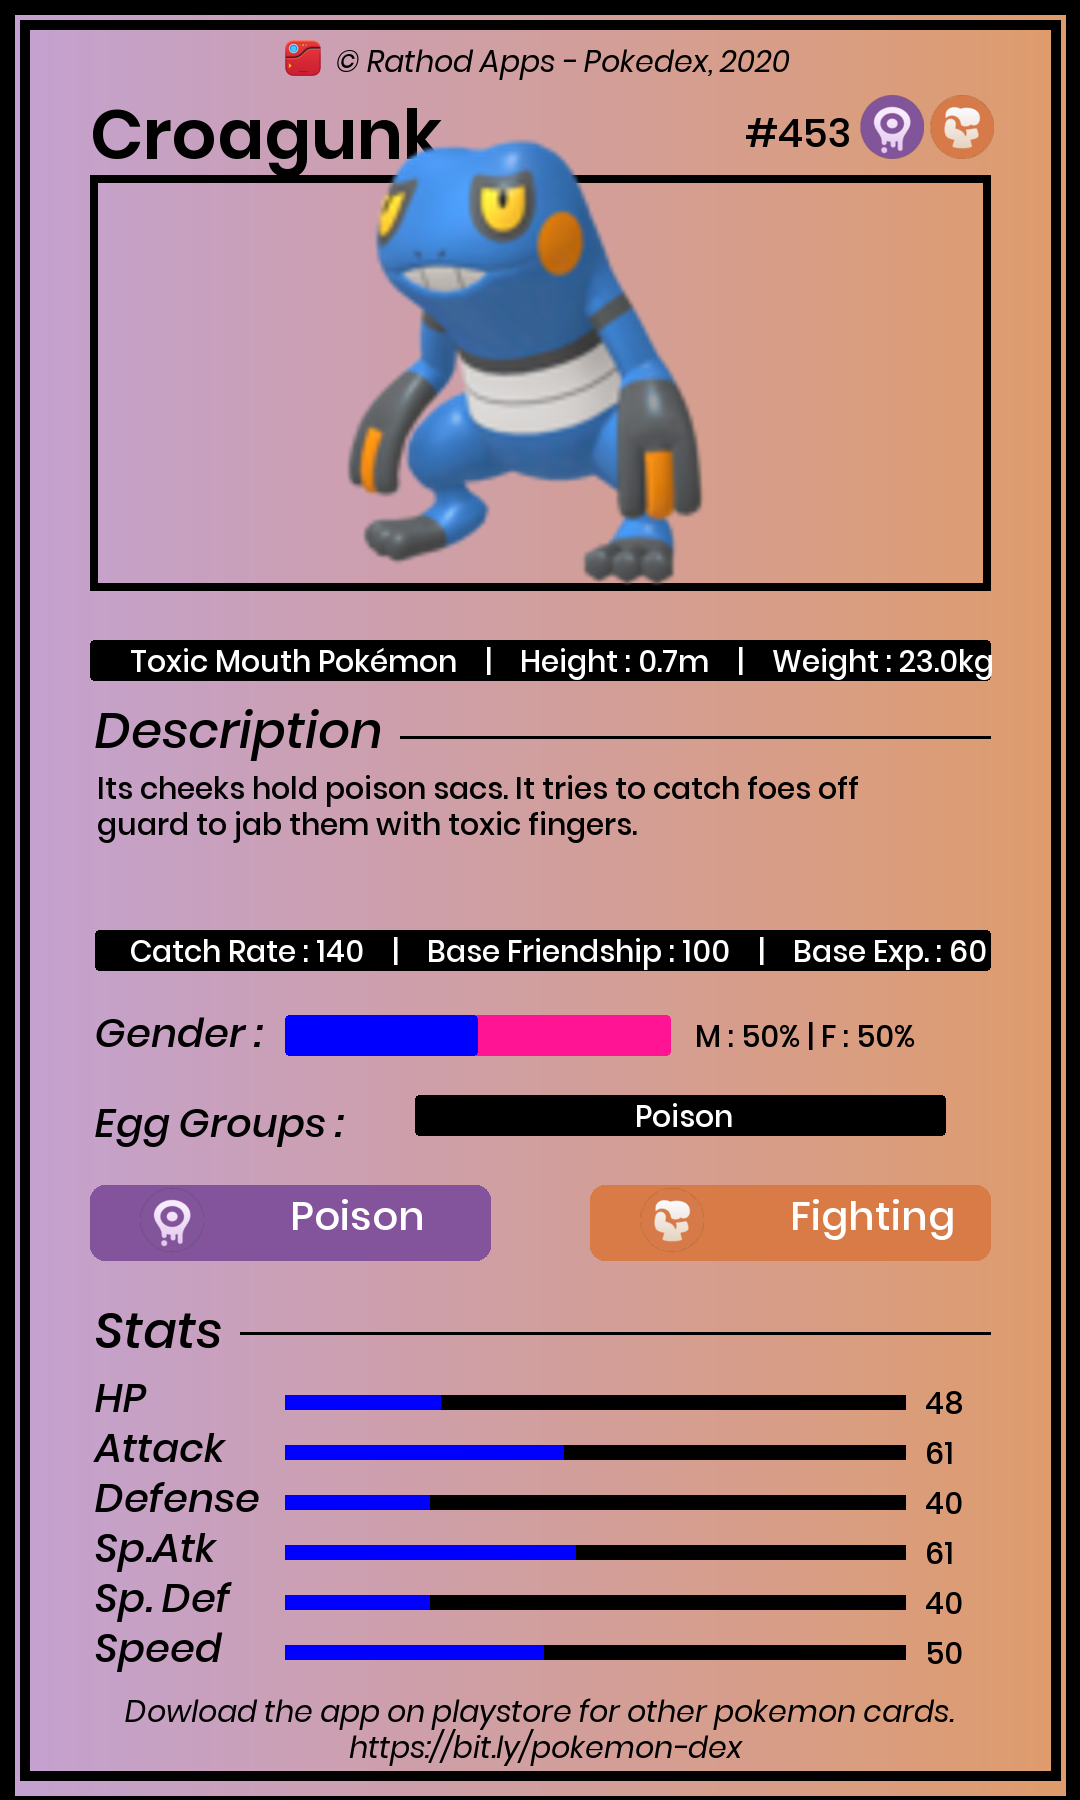 © Rathod Apps - Pokedex, 2020
Croagunk #453
Toxic Mouth Pokémon | Height : 0.7m | Weight : 23.0kg
Description
Its cheeks hold poison sacs. It tries to catch foes off
guard to jab them with toxic fingers.
Catch Rate : 140 | Base Friendship : 100 | Base Exp. : 60
Gender : M : 50% | F : 50%
Egg Groups : Poison
Poison Fighting
Stats
HP 48
Attack 61
Defense 40
Sp.Atk 61
Sp. Def 40
Speed 50
Dowload the app on playstore for other pokemon cards.
https://bit.ly/pokemon-dex